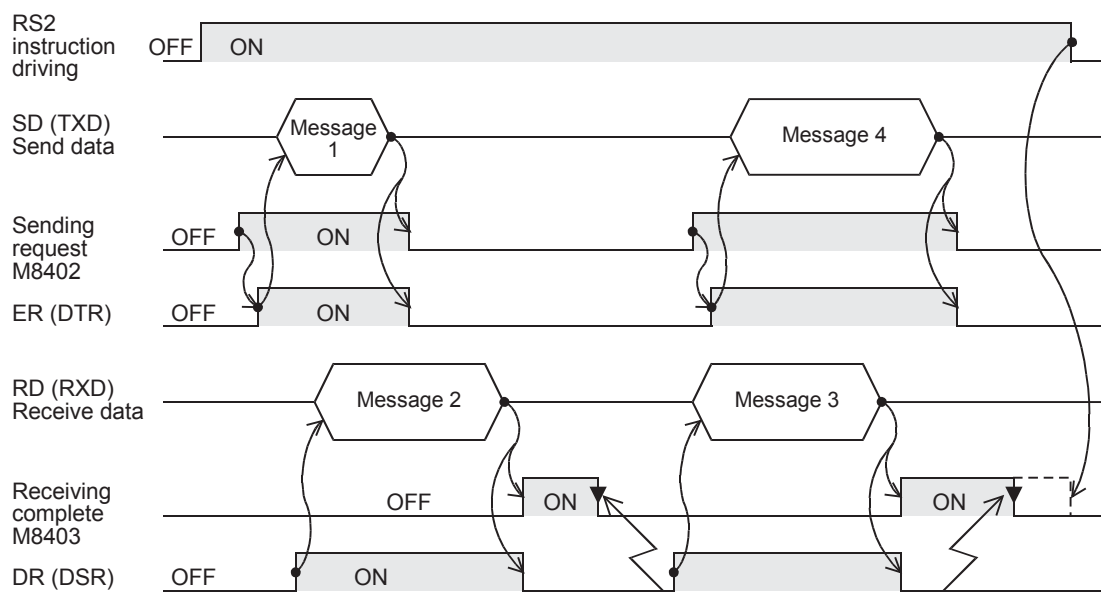 RS2
instruction
driving
OFF
ON
SD (TXD)
Send data
Message
1
Message 4
Sending
request
M8402
OFF
ON
ER (DTR)
OFF
ON
RD (RXD)
Receive data
Message 2
Message 3
Receiving
complete
M8403
OFF
ON
ON
DR (DSR)
OFF
ON